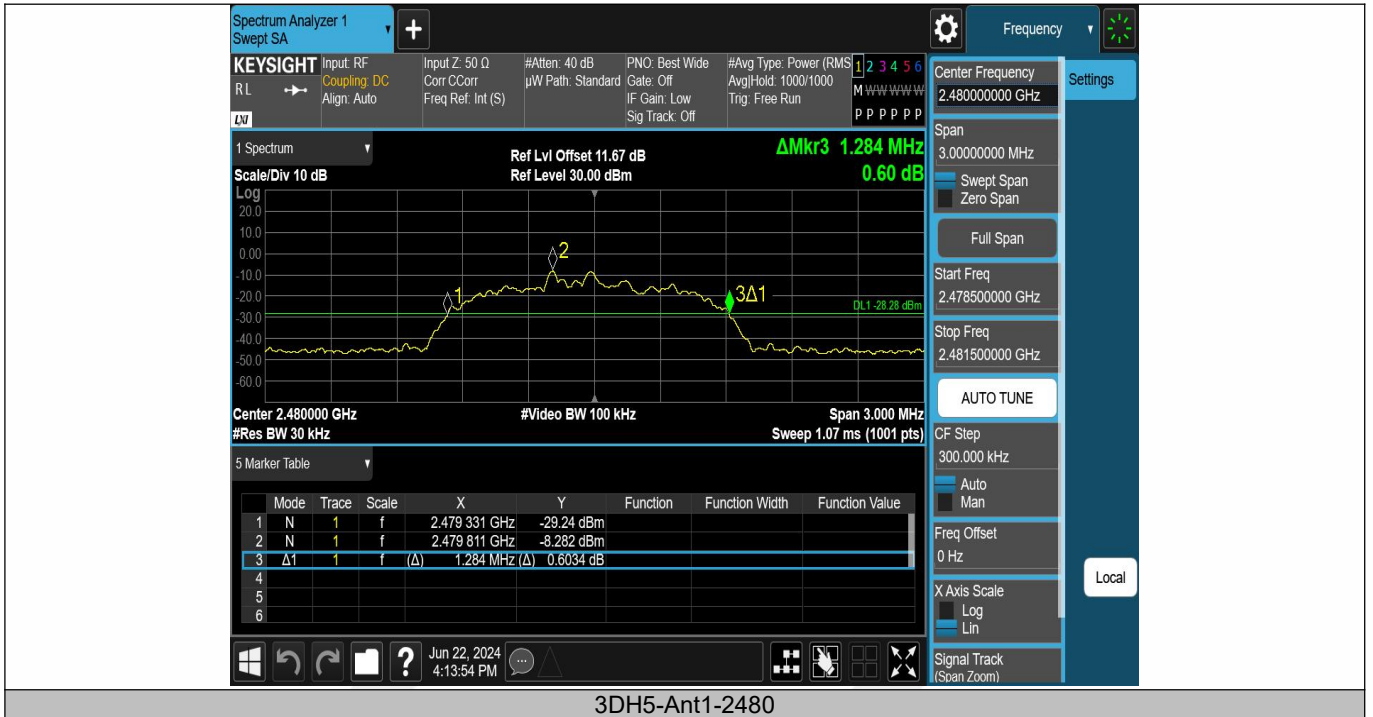 Spectrum Analyzer 1
Swept SA
+
Frequency
KEYSIGHT
RL
LXI
Input: RF
Coupling: DC
Align: Auto
Input Z: 50 Ω
Corr CCorr
Freq Ref: Int (S)
#Atten: 40 dB
µW Path: Standard
PNO: Best Wide
Gate: Off
IF Gain: Low
Sig Track: Off
#Avg Type: Power (RMS
Avg|Hold: 1000/1000
Trig: Free Run
1 2 3 4 5 6
M W W W W W
P P P P P P
1 Spectrum
Scale/Div 10 dB
Ref Lvl Offset 11.67 dB
Ref Level 30.00 dBm
ΔMkr3 1.284 MHz
0.60 dB
Log
20.0
10.0
0.00
-10.0
-20.0
-30.0
-40.0
-50.0
-60.0
1
2
3Δ1
DL1 -28.28 dBm
Center 2.480000 GHz
#Video BW 100 kHz
Span 3.000 MHz
#Res BW 30 kHz
Sweep 1.07 ms (1001 pts)
5 Marker Table
Mode Trace Scale X Y Function Function Width Function Value
1 N 1 f 2.479 331 GHz -29.24 dBm
2 N 1 f 2.479 811 GHz -8.282 dBm
3 Δ1 1 f (Δ) 1.284 MHz (Δ) 0.6034 dB
4
5
6
?
Jun 22, 2024
4:13:54 PM
Center Frequency
2.480000000 GHz
Settings
Span
3.00000000 MHz
Swept Span
Zero Span
Full Span
Start Freq
2.478500000 GHz
Stop Freq
2.481500000 GHz
AUTO TUNE
CF Step
300.000 kHz
Auto
Man
Freq Offset
0 Hz
X Axis Scale
Log
Lin
Signal Track
(Span Zoom)
Local
3DH5-Ant1-2480